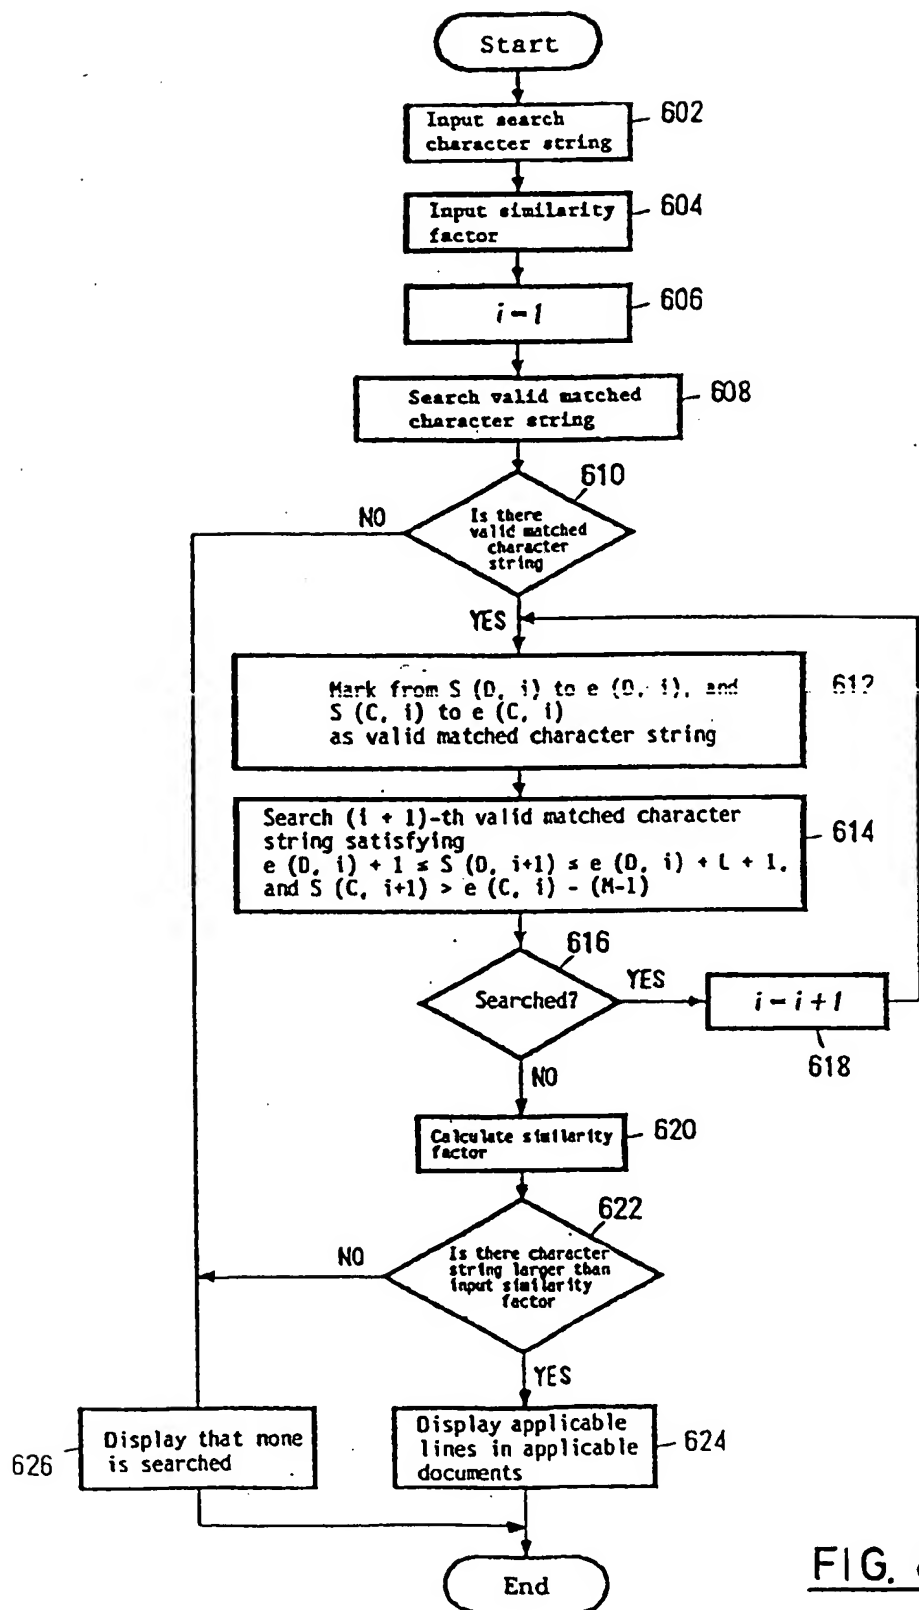 Start
Input search
character string
602
Input similarity
factor
604
i=1
606
Search valid matched
character string
608
610
NO
Is there
valid matched
character
string
YES
Mark from S (D, i) to e (D, i), and
S (C, i) to e (C, i)
as valid matched character string
612
Search (i + 1)-th valid matched character
string satisfying
e (D, i) + 1 ≤ S (D, i+1) ≤ e (D, i) + L + 1,
and S (C, i+1) > e (C, i) - (M-1)
614
616
Searched?
YES
i=i+1
618
NO
Calculate similarity
factor
620
622
NO
Is there character
string larger than
input similarity
factor
YES
Display that none
is searched
626
Display applicable
lines in applicable
documents
624
End
FIG.